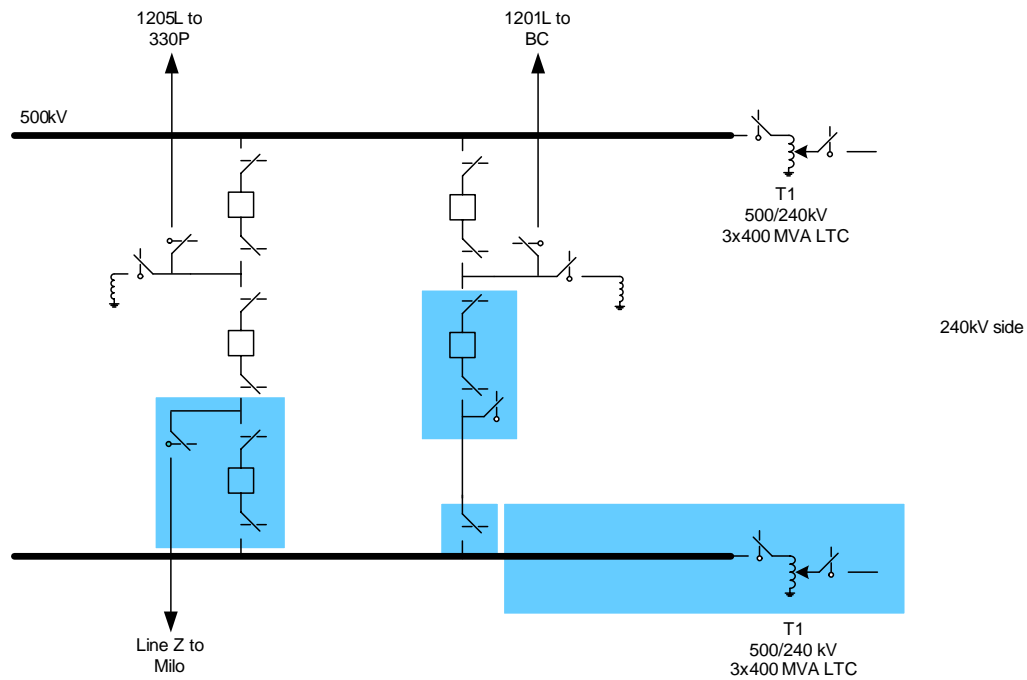 1205L to
330P
1201L to
BC
500kV
T1
500/240kV
3x400 MVA LTC
240kV side
Line Z to
Milo
T1
500/240 kV
3x400 MVA LTC